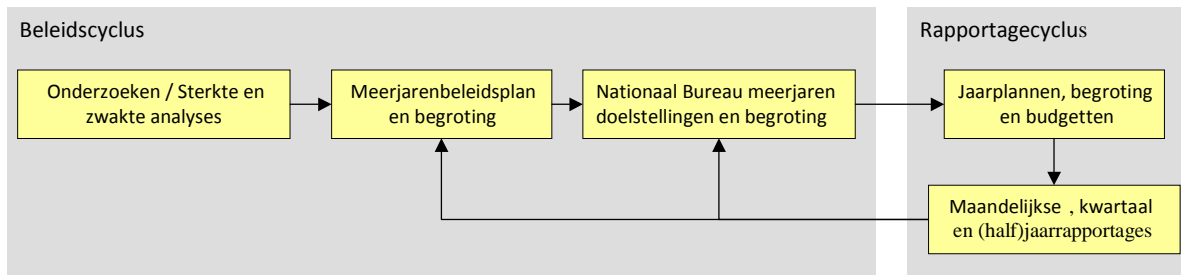 Beleidscyclus
Onderzoeken / Sterkte en
zwakte analyses
Meerjarenbeleidsplan
en begroting
Nationaal Bureau meerjaren
doelstellingen en begroting
Rapportagecyclus
Jaarplannen, begroting
en budgetten
Maandelijkse , kwartaal
en (half)jaarrapportages